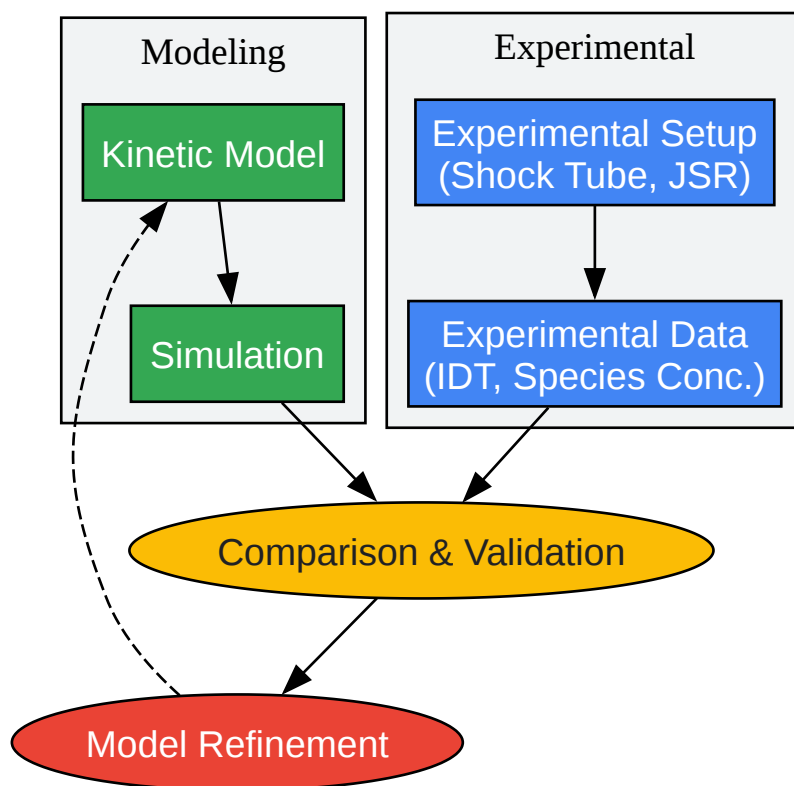 Modeling
Kinetic Model
Simulation
Experimental
Experimental Setup
(Shock Tube, JSR)
Experimental Data
(IDT, Species Conc.)
Comparison & Validation
Model Refinement